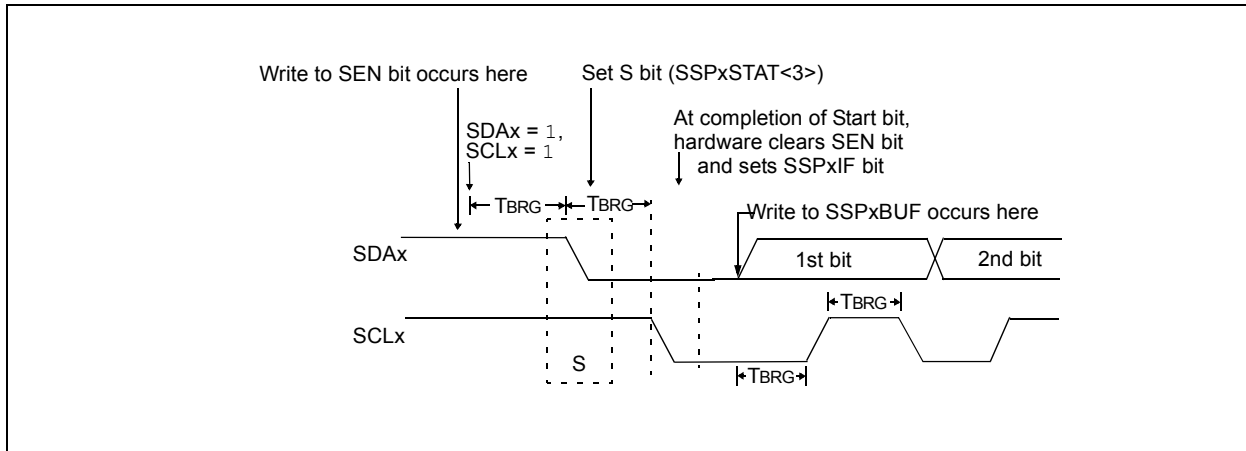 Write to SEN bit occurs here
Set S bit (SSPxSTAT<3>)
At completion of Start bit,
hardware clears SEN bit
and sets SSPxIF bit
SDAx = 1,
SCLx = 1
TBRG
TBRG
Write to SSPxBUF occurs here
SDAx
1st bit
2nd bit
TBRG
SCLx
S
TBRG